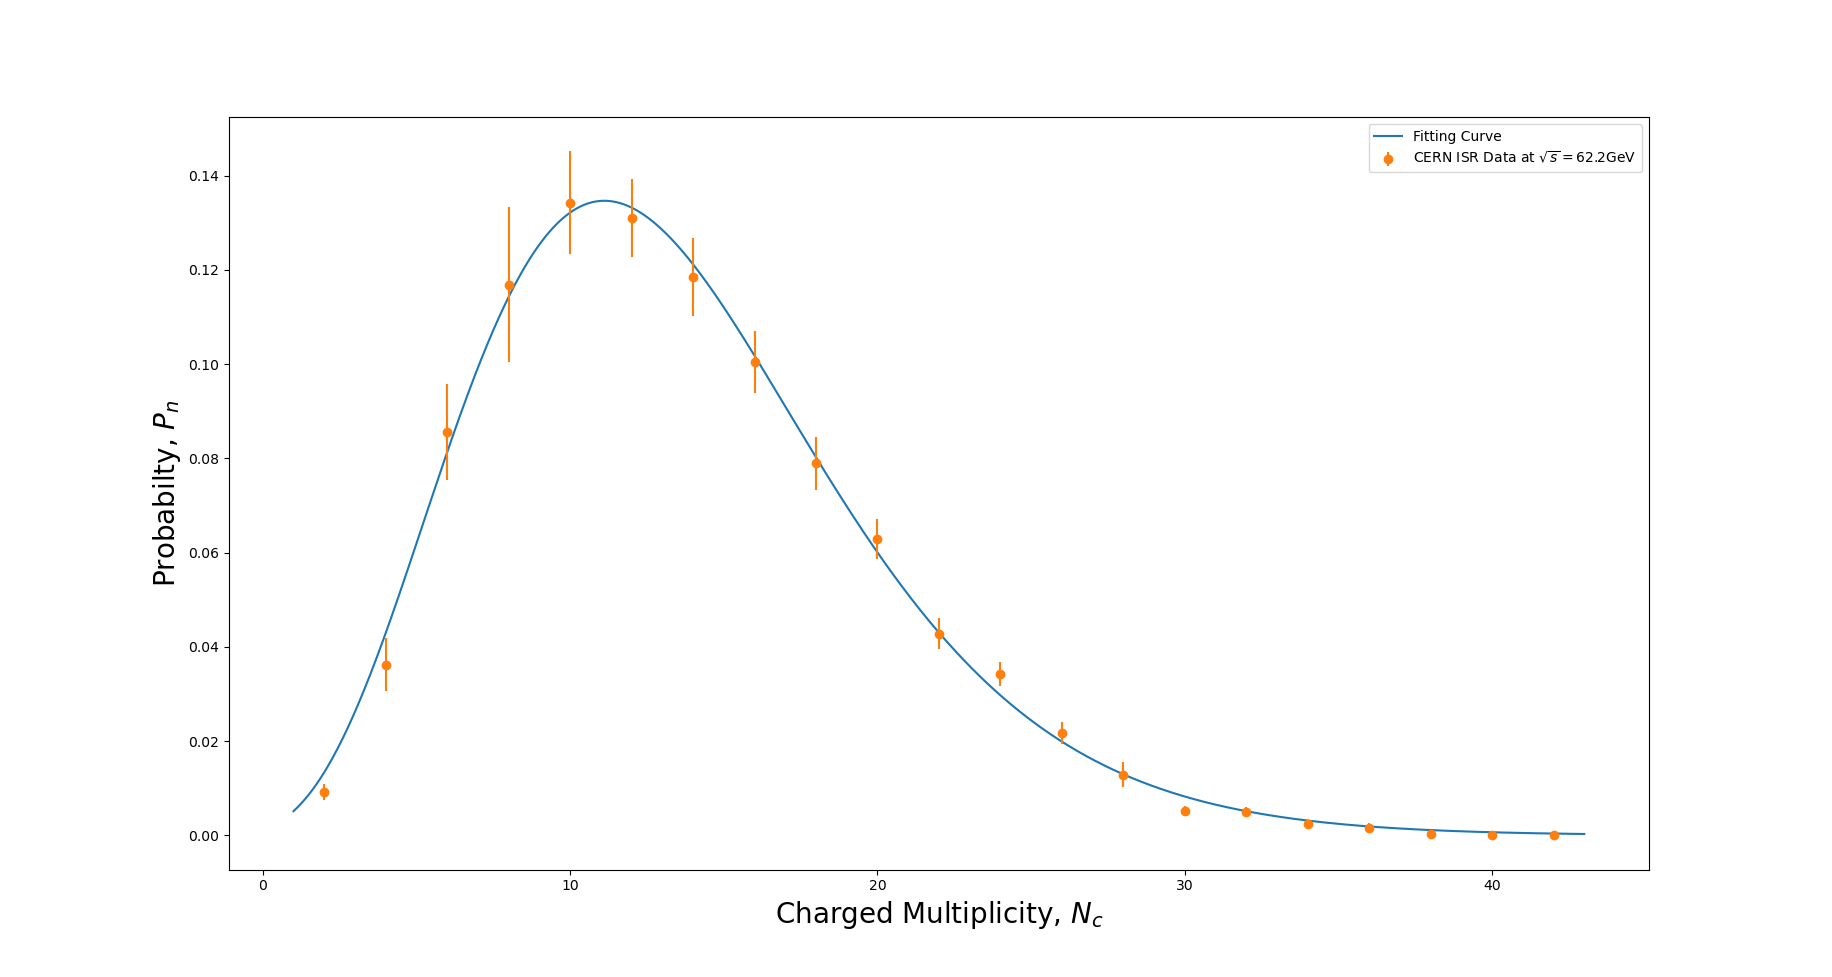 Fitting Curve
CERN ISR Data at √s = 62.2GeV
0.14
0.12
0.10
0.08
0.06
0.04
0.02
0.00
Probabilty, Pn
0 10 20 30 40
Charged Multiplicity, Nc